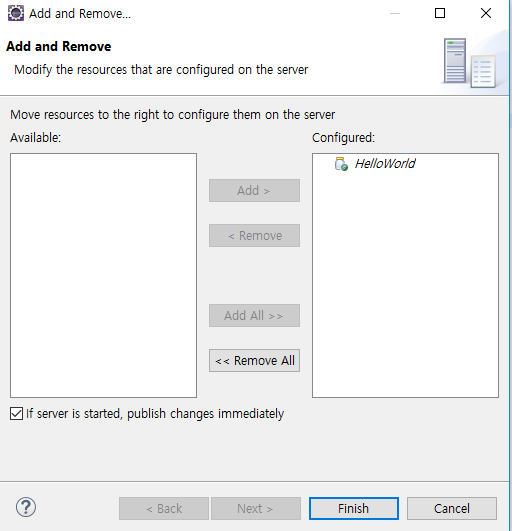 Add and Remove...
Add and Remove
Modify the resources that are configured on the server
Move resources to the right to configure them on the server
Available:
Configured:
HelloWorld
Add >
< Remove
Add All >>
<< Remove All
If server is started, publish changes immediately
?
< Back
Next >
Finish
Cancel